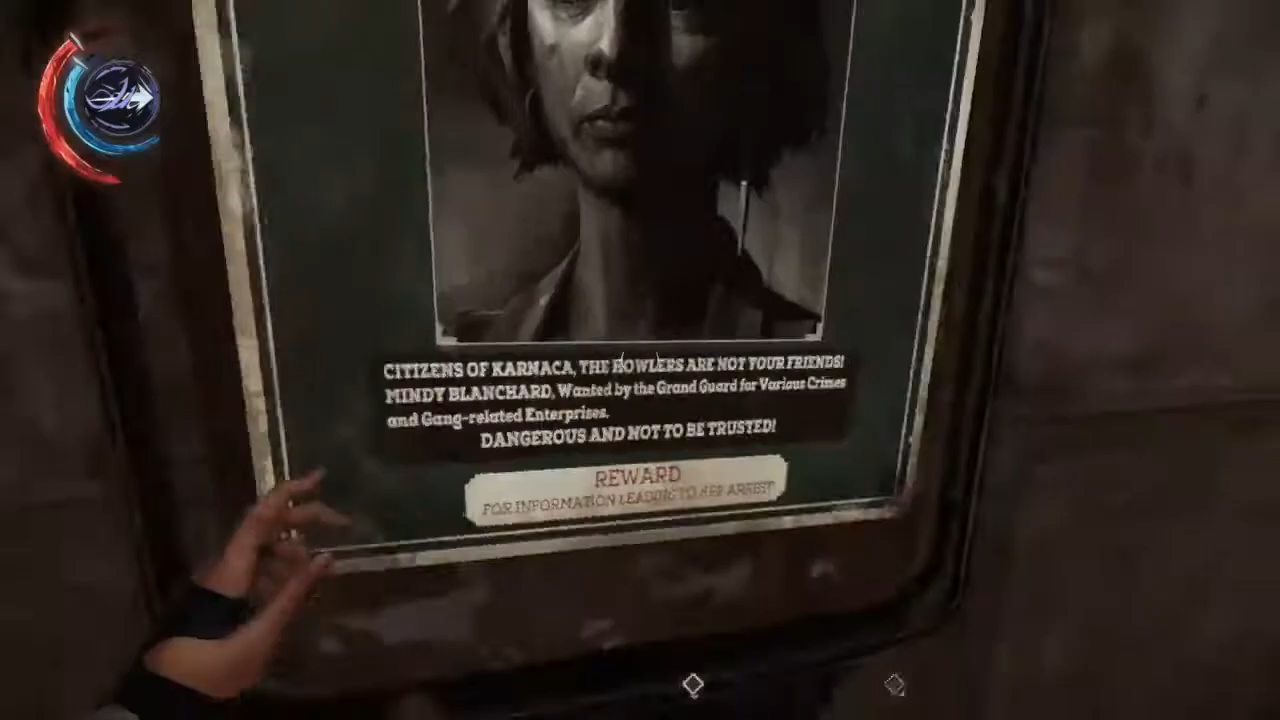 CITIZENS OF KARNACA, THE HOWLERS ARE NOT YOUR FRIENDS!
MINDY BLANCHARD, Wanted by the Grand Guard for Various Crimes
and Gang-related Enterprises.
DANGEROUS AND NOT TO BE TRUSTED!
REWARD
FOR INFORMATION LEADING TO HER ARREST